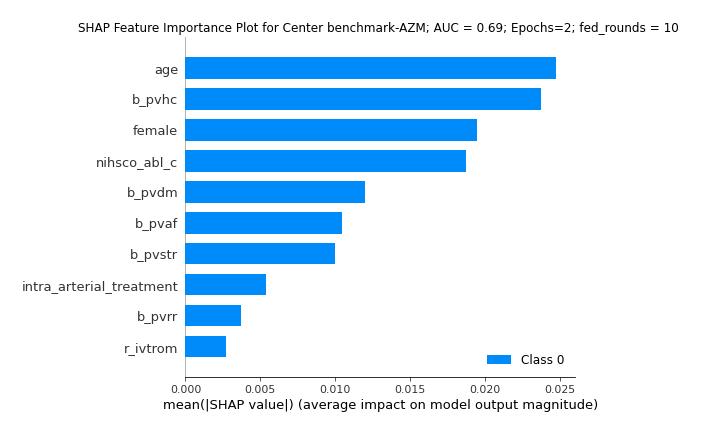 SHAP Feature Importance Plot for Center benchmark-AZM; AUC = 0.69; Epochs=2; fed_rounds = 10
age
b_pvhc
female
nihsco_abl_c
b_pvdm
b_pvaf
b_pvstr
intra_arterial_treatment
b_pvrr
r_ivtrom
Class 0
0.000 0.005 0.010 0.015 0.020 0.025
mean(|SHAP value|) (average impact on model output magnitude)